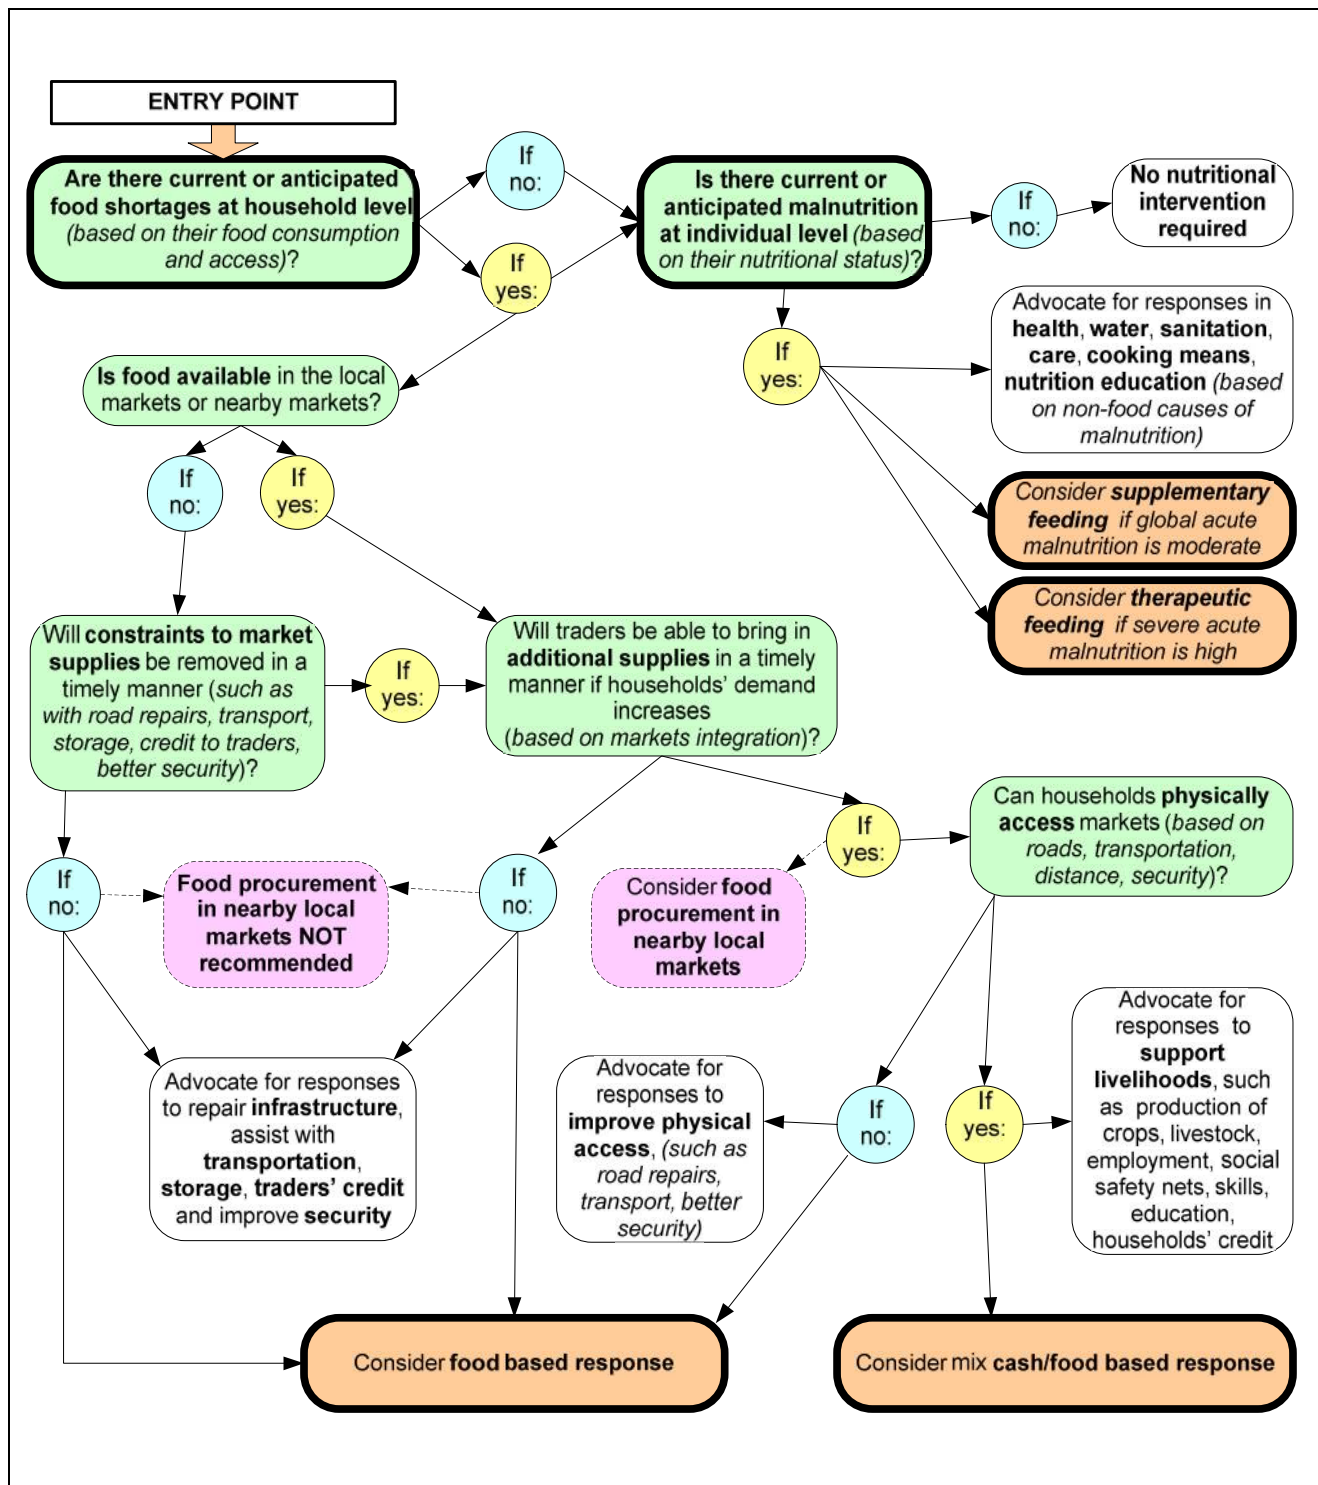 ENTRY POINT
Are there current or anticipated
food shortages at household level
(based on their food consumption
and access)?
If
no:
If
yes:
Is there current or
anticipated malnutrition
at individual level (based
on their nutritional status)?
If
no:
No nutritional
intervention
required
If
yes:
Advocate for responses in
health, water, sanitation,
care, cooking means,
nutrition education (based
on non-food causes of
malnutrition)
Consider supplementary
feeding if global acute
malnutrition is moderate
Consider therapeutic
feeding if severe acute
malnutrition is high
Is food available in the local
markets or nearby markets?
If
no:
If
yes:
Will constraints to market
supplies be removed in a
timely manner (such as
with road repairs, transport,
storage, credit to traders,
better security)?
If
yes:
Will traders be able to bring in
additional supplies in a timely
manner if households' demand
increases
(based on markets integration)?
If
no:
Food procurement
in nearby local
markets NOT
recommended
If
no:
Consider food
procurement in
nearby local
markets
If
yes:
Can households physically
access markets (based on
roads, transportation,
distance, security)?
Advocate for responses
to repair infrastructure,
assist with
transportation,
storage, traders' credit
and improve security
Advocate for
responses to
improve physical
access, (such as
road repairs,
transport, better
security)
If
no:
If
yes:
Advocate for
responses to
support
livelihoods, such
as production of
crops, livestock,
employment, social
safety nets, skills,
education,
households' credit
Consider food based response
Consider mix cash/food based response